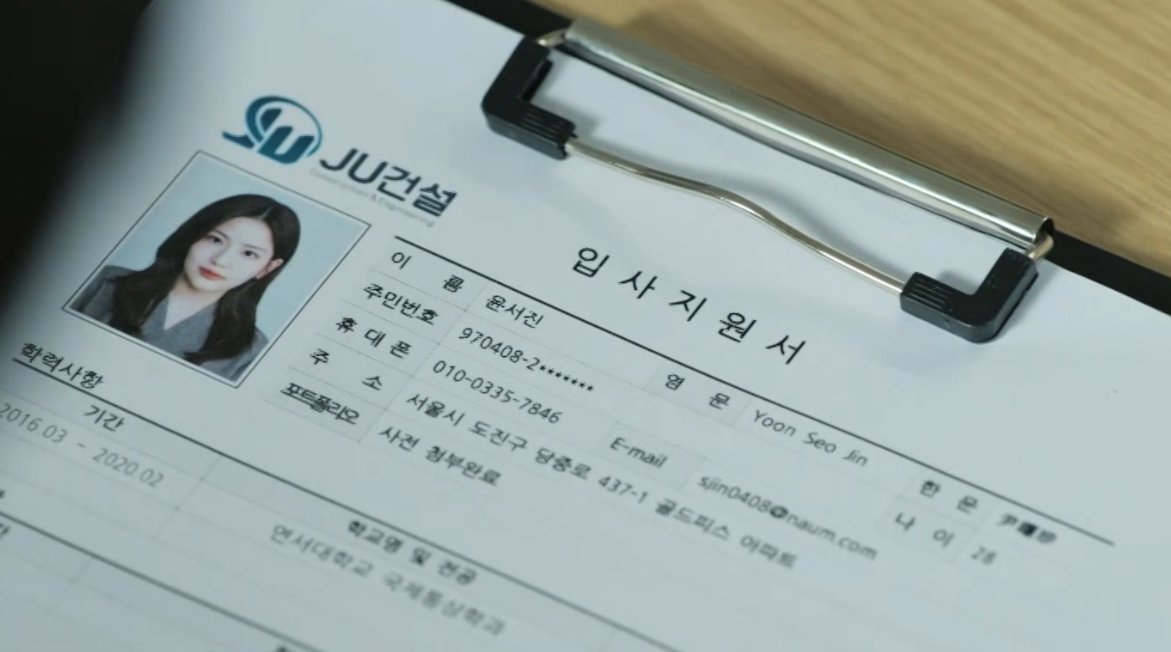 JU건설
입사지원서
이 름 윤서진 영 문 Yoon Seo Jin 한 문
주민번호 970408-2•••••••  나 이 28
휴 대 폰 010-0335-7846 E-mail sjin0408@naum.com
주 소 서울시 도진구 당중로 437-1 골드피스 아파트
포트폴리오 사전 첨부완료
학력사항
기간 학교명 및 전공
2016.03 - 2020.02 연서대학교 국제통상학과